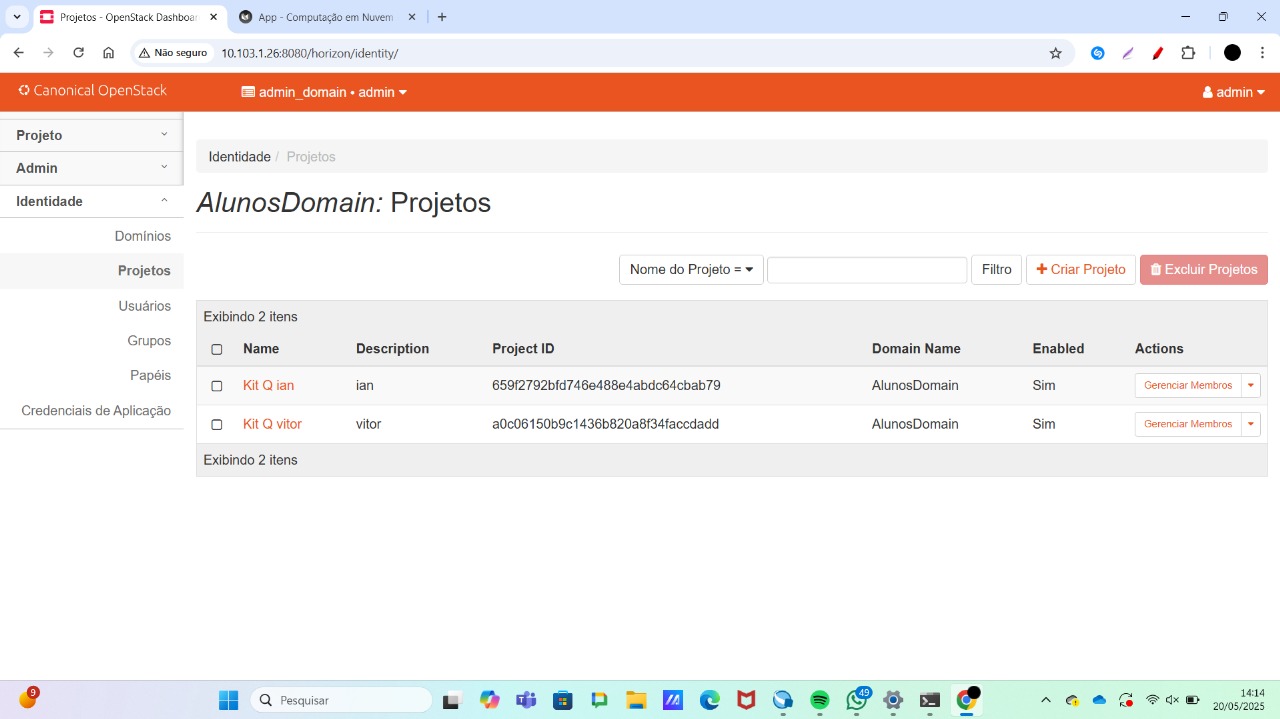 Projetos - OpenStack Dashboar
App - Computação em Nuvem
Não seguro
10.103.1.26:8080/horizon/identity/
Canonical OpenStack
admin_domain • admin
admin
Projeto
Admin
Identidade
Domínios
Projetos
Usuários
Grupos
Papéis
Credenciais de Aplicação
Identidade / Projetos
AlunosDomain: Projetos
Nome do Projeto =
Filtro
Criar Projeto
Excluir Projetos
Exibindo 2 itens
Name Description Project ID Domain Name Enabled Actions
Kit Q ian ian 659f2792bfd746e488e4abdc64cbab79 AlunosDomain Sim Gerenciar Membros
Kit Q vitor vitor a0c06150b9c1436b820a8f34faccdadd AlunosDomain Sim Gerenciar Membros
Exibindo 2 itens
9
Pesquisar
49
14:14
20/05/2025